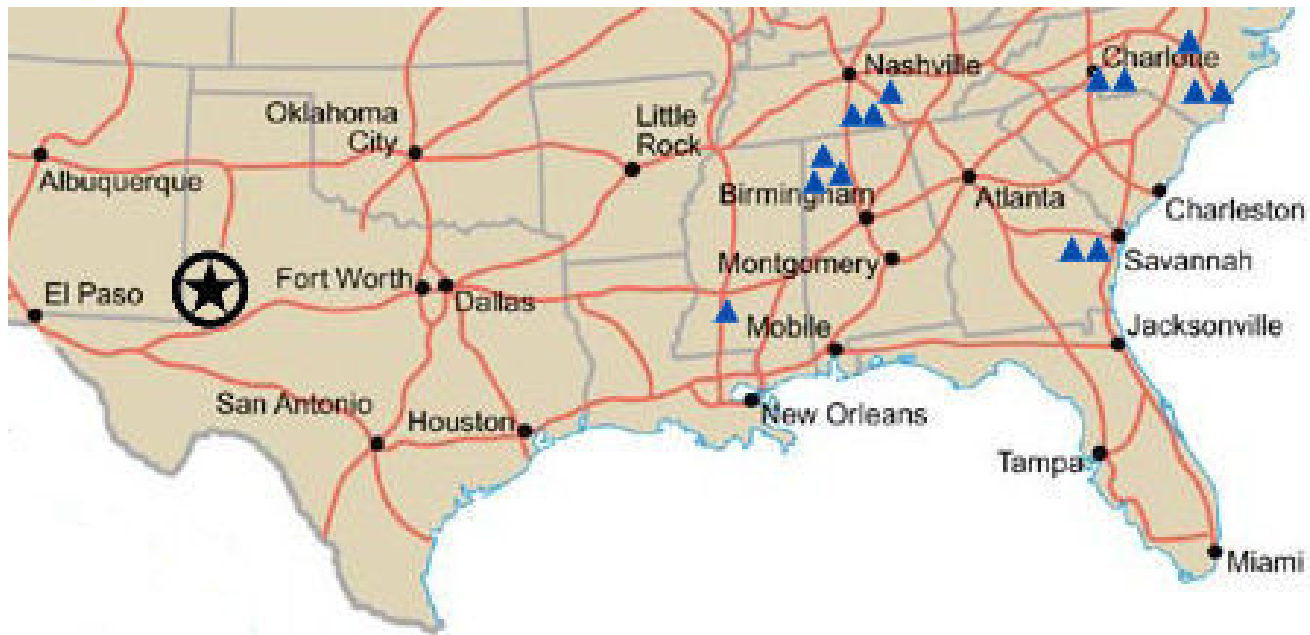 Charlotte
Nashville
Oklahoma
City
Little
Rock
Albuquerque
Birmingham
Atlanta
Charleston
Montgomery
Savannah
Fort Worth
El Paso
Dallas
Mobile
Jacksonville
San Antonio
Houston
New Orleans
Tampa
Miami